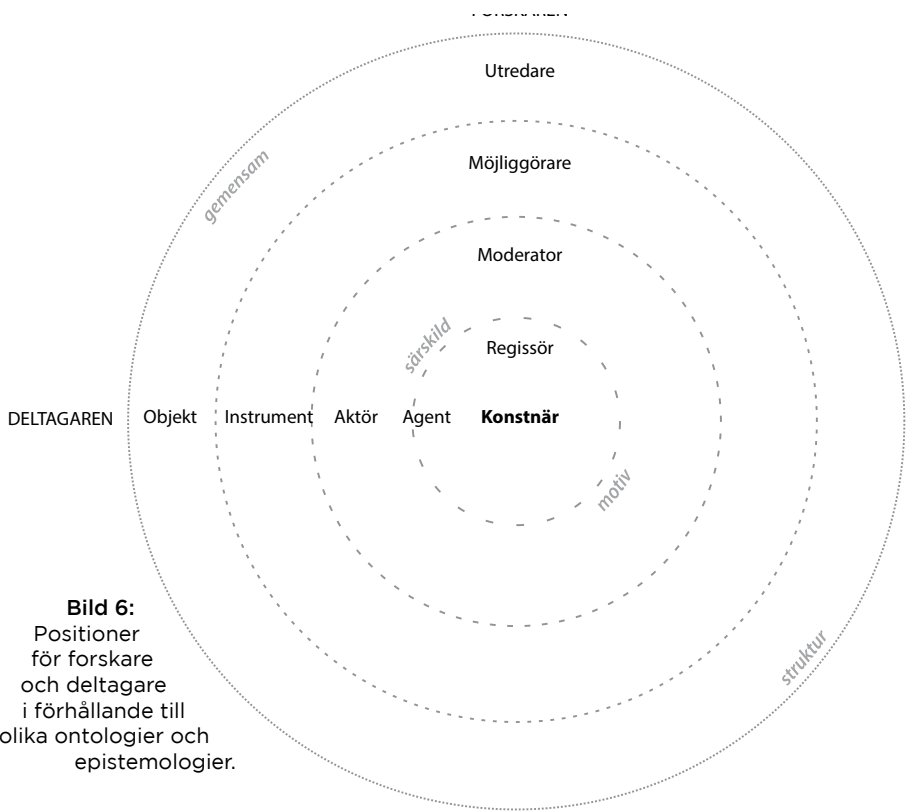 Utredare
gemensam
Möjliggörare
Moderator
särskild
Regissör
DELTAGAREN Objekt Instrument Aktör Agent Konstnär
motiv
Bild 6:
Positioner
för forskare
och deltagare
i förhållande till
olika ontologier och
epistemologier.
struktur